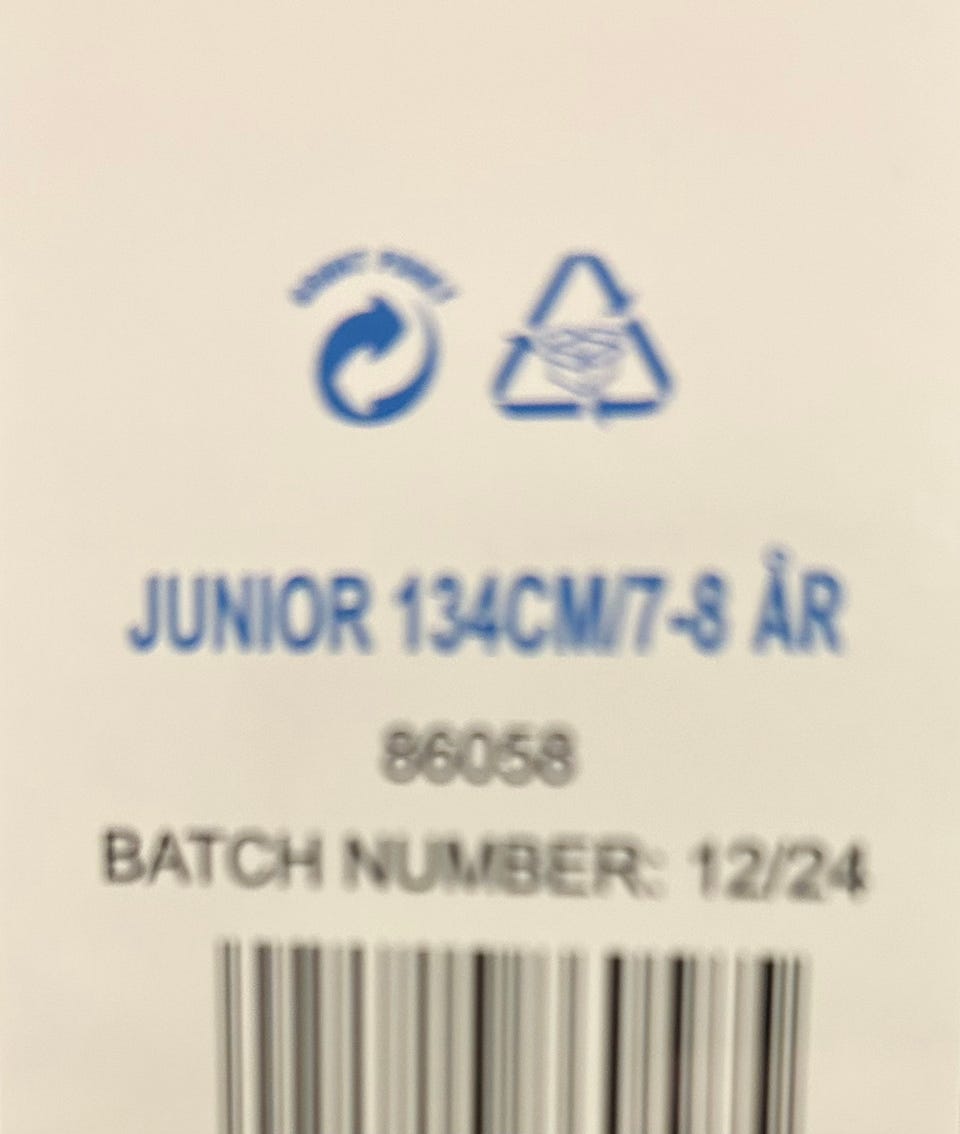 JUNIOR 134CM/7-8 ÅR
86058
BATCH NUMBER: 12/24